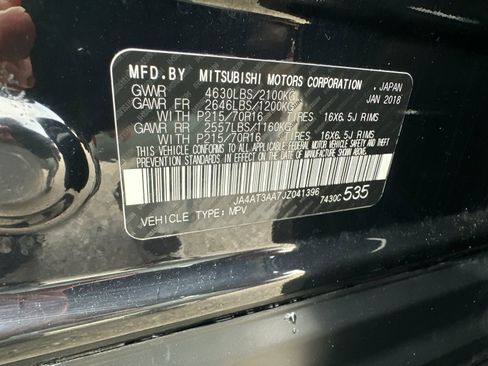 MFD.BY MITSUBISHI MOTORS CORPORATION, JAPAN
GVWR 4630LBS/2100KG JAN 2018
GAWR FR 2646LBS/1200KG
WITH P215/70R16 TIRES 16X6.5J RIMS
GAWR RR 2557LBS/1160KG
WITH P215/70R16 TIRES 16X6.5J RIMS
THIS VEHICLE CONFORMS TO ALL APPLICABLE FEDERAL MOTOR VEHICLE SAFETY, BUMPER, AND THEFT
PREVENTION STANDARDS IN EFFECT ON THE DATE OF MANUFACTURE SHOWN ABOVE.
JA4AT3AA7JZ041396 7430C 535
VEHICLE TYPE: MPV